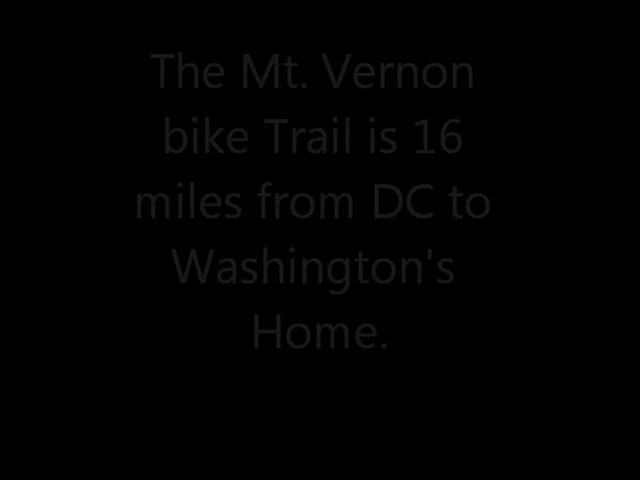 The Mt. Vernon
bike Trail is 16
miles from DC to
Washington's
Home.